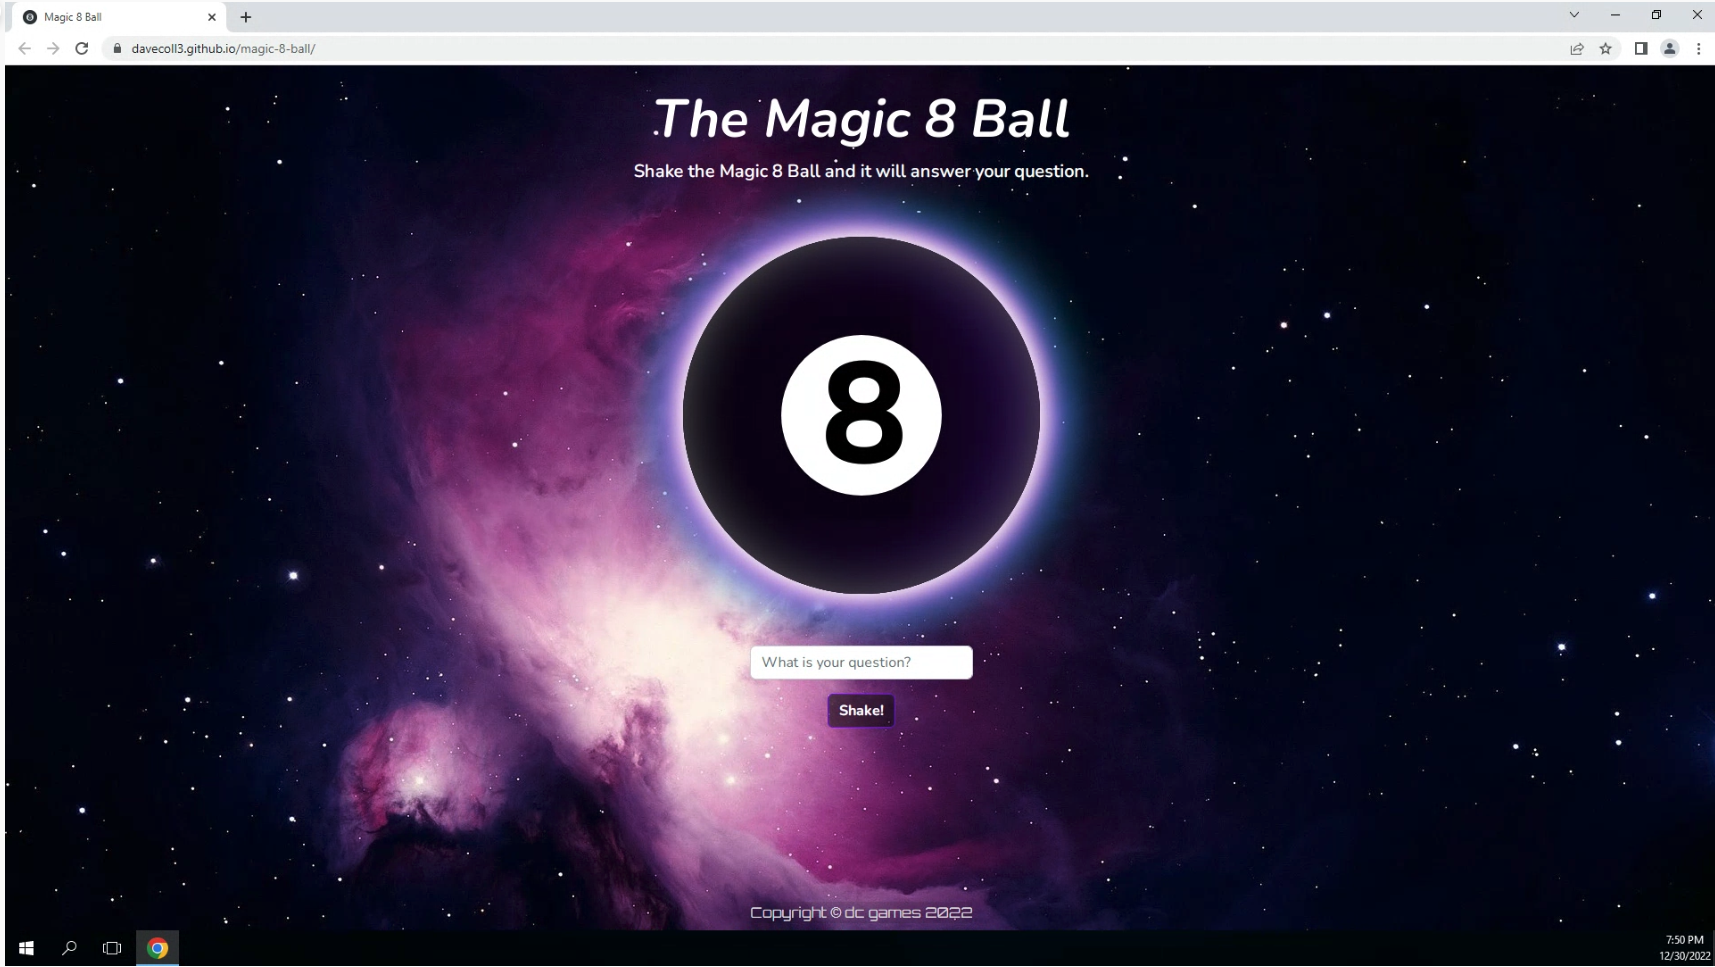 Magic 8 Ball
davecoll3.github.io/magic-8-ball/
The Magic 8 Ball
Shake the Magic 8 Ball and it will answer your question.
8
What is your question?
Shake!
Copyright © dc games 2022
7:50 PM
12/30/2022